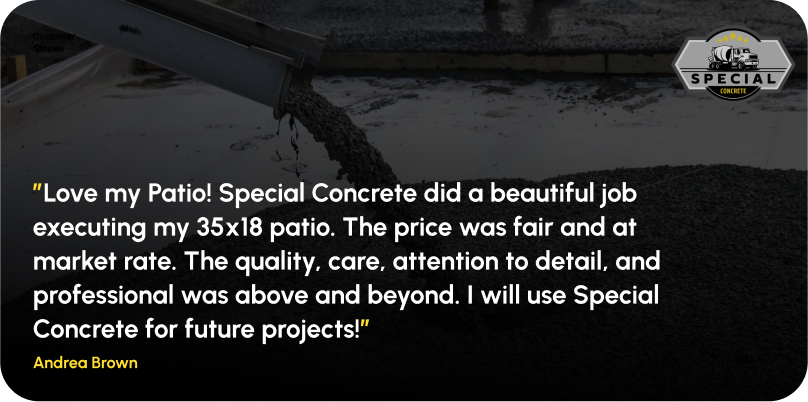 Customer
Stories
SPECIAL
CONCRETE
"Love my Patio! Special Concrete did a beautiful job
executing my 35x18 patio. The price was fair and at
market rate. The quality, care, attention to detail, and
professional was above and beyond. I will use Special
Concrete for future projects!"
Andrea Brown